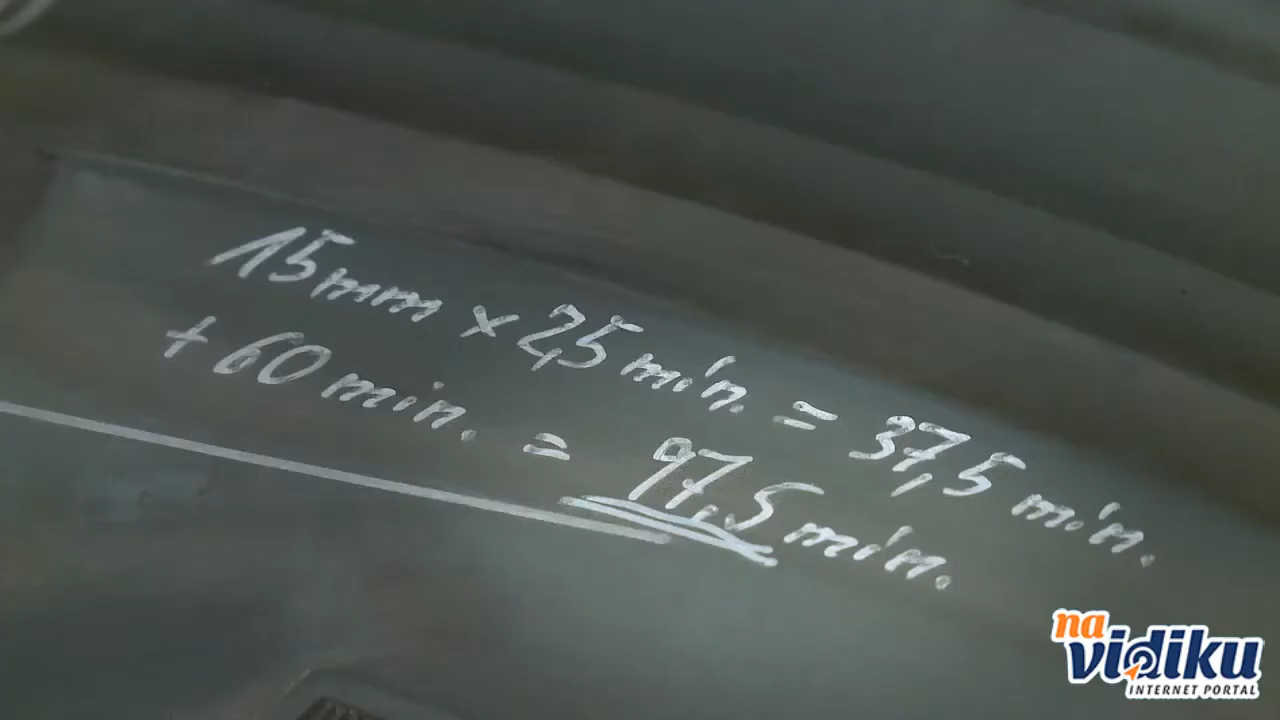 15mm × 2,5 min. = 37,5 min.
+ 60 min. = 97,5 min.
na
vidiku
INTERNET PORTAL